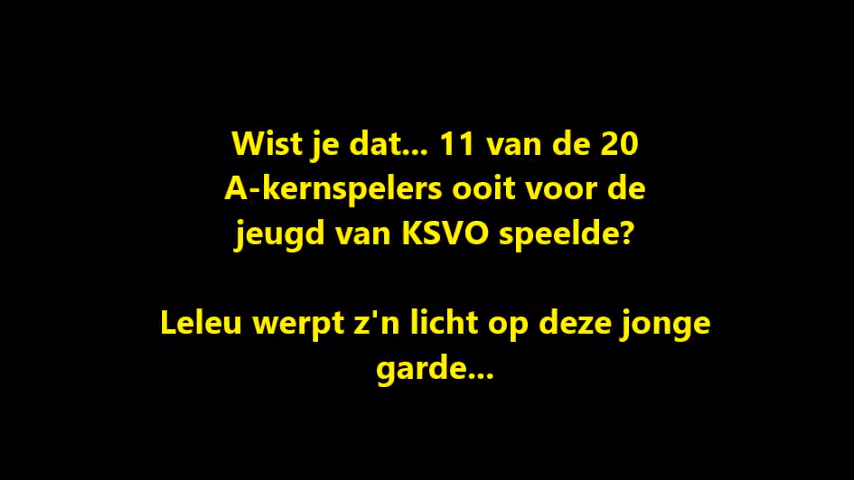 Wist je dat... 11 van de 20
A-kernspelers ooit voor de
jeugd van KSVO speelde?
Leleu werpt z'n licht op deze jonge
garde...